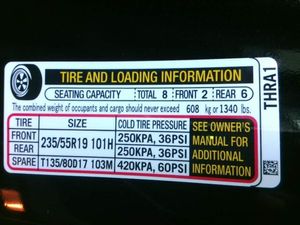 TIRE AND LOADING INFORMATION
SEATING CAPACITY TOTAL 8 FRONT 2 REAR 6
The combined weight of occupants and cargo should never exceed 608 kg or 1340 lbs.
TIRE SIZE COLD TIRE PRESSURE
FRONT 235/55R19 101H 250KPA, 36PSI
REAR 250KPA, 36PSI
SPARE T135/80D17 103M 420KPA, 60PSI
SEE OWNER'S
MANUAL FOR
ADDITIONAL
INFORMATION
THRA1